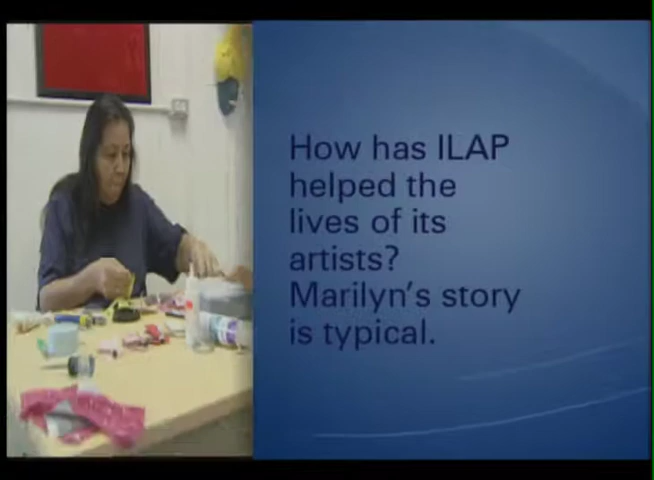 How has ILAP
helped the
lives of its
artists?
Marilyn's story
is typical.